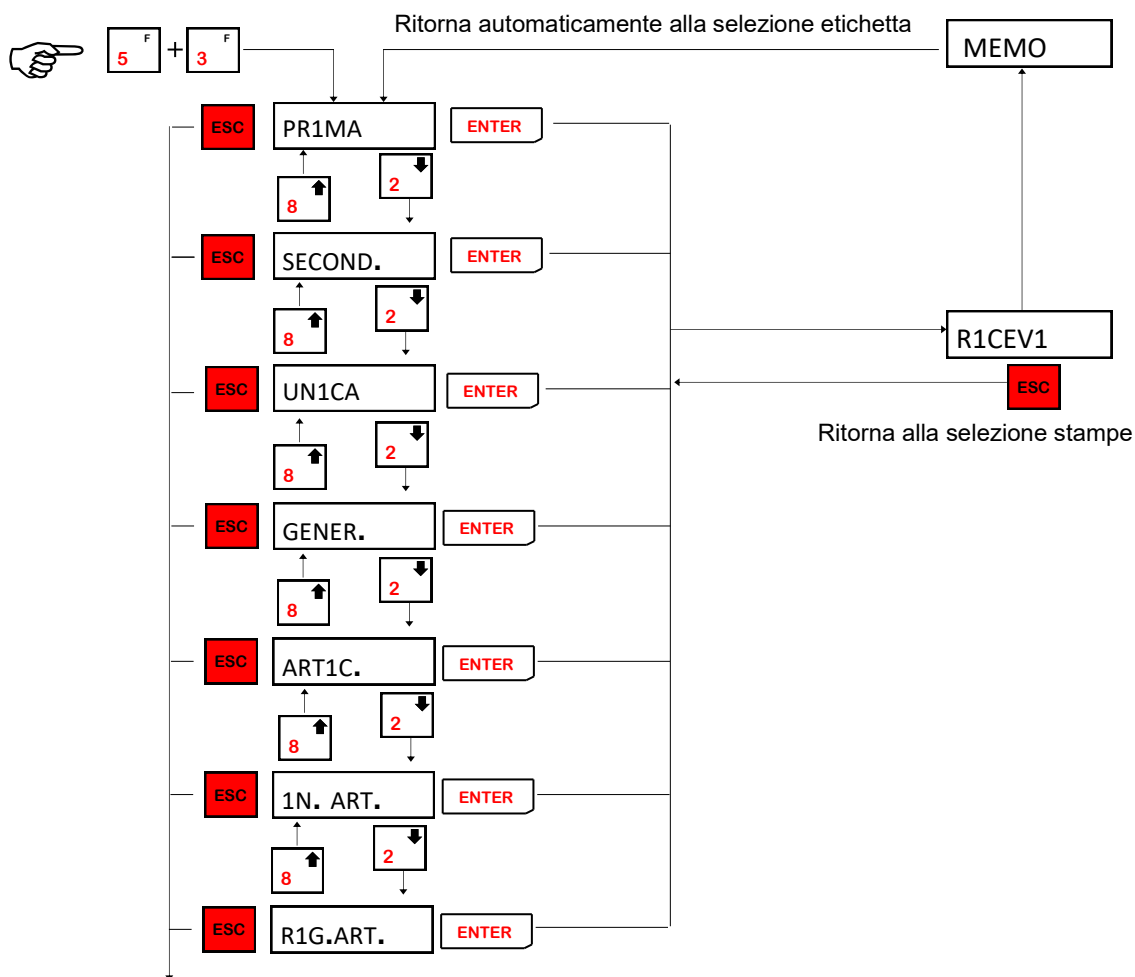 Ritorna automaticamente alla selezione etichetta
MEMO
5 F + 3 F
ESC PR1MA ENTER
8 2
ESC SECOND. ENTER
8 2
R1CEV1
ESC UN1CA ENTER ESC
Ritorna alla selezione stampe
8 2
ESC GENER. ENTER
8 2
ESC ART1C. ENTER
8 2
ESC 1N. ART. ENTER
8 2
ESC R1G.ART. ENTER